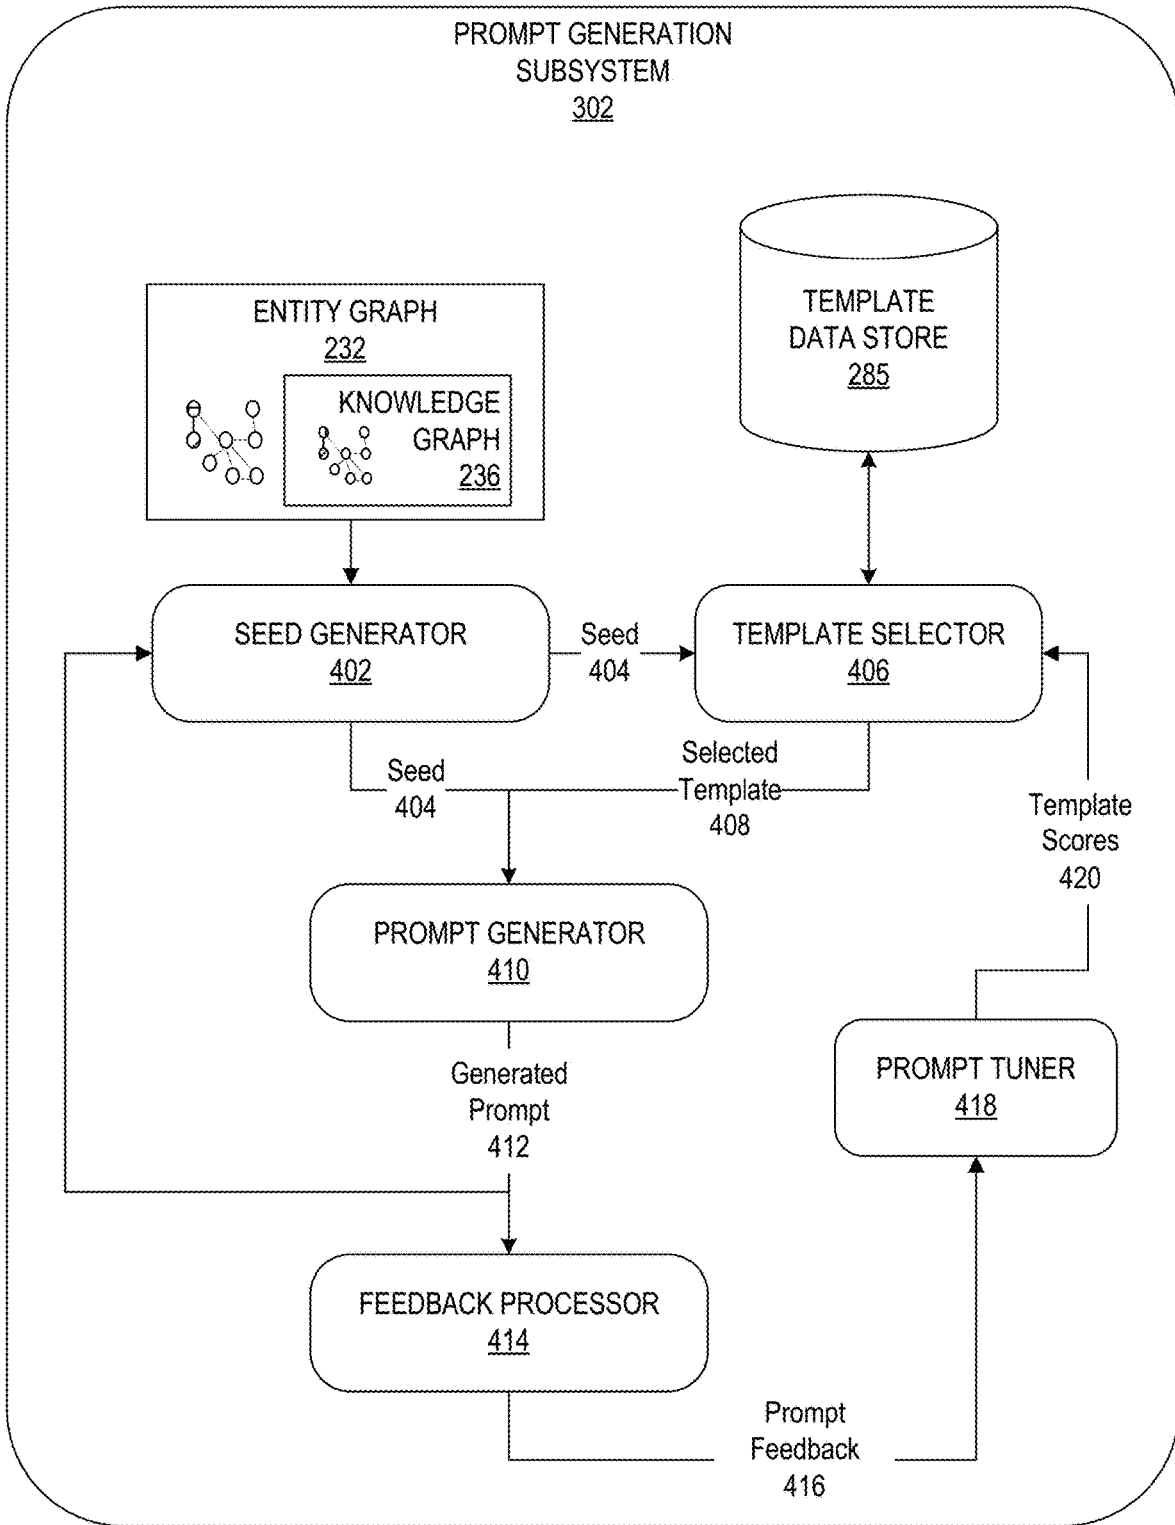 PROMPT GENERATION
SUBSYSTEM
302
ENTITY GRAPH
232
KNOWLEDGE
GRAPH
236
TEMPLATE
DATA STORE
285
SEED GENERATOR
402
Seed
404
TEMPLATE SELECTOR
406
Seed
404
Selected
Template
408
Template
Scores
420
PROMPT GENERATOR
410
Generated
Prompt
412
PROMPT TUNER
418
FEEDBACK PROCESSOR
414
Prompt
Feedback
416